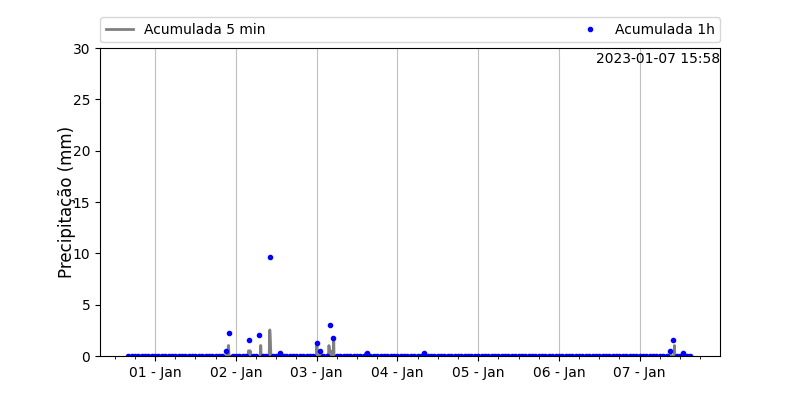 Acumulada 5 min
Acumulada 1h
2023-01-07 15:58
Precipitação (mm)
30
25
20
15
10
5
0
01 - Jan
02 - Jan
03 - Jan
04 - Jan
05 - Jan
06 - Jan
07 - Jan